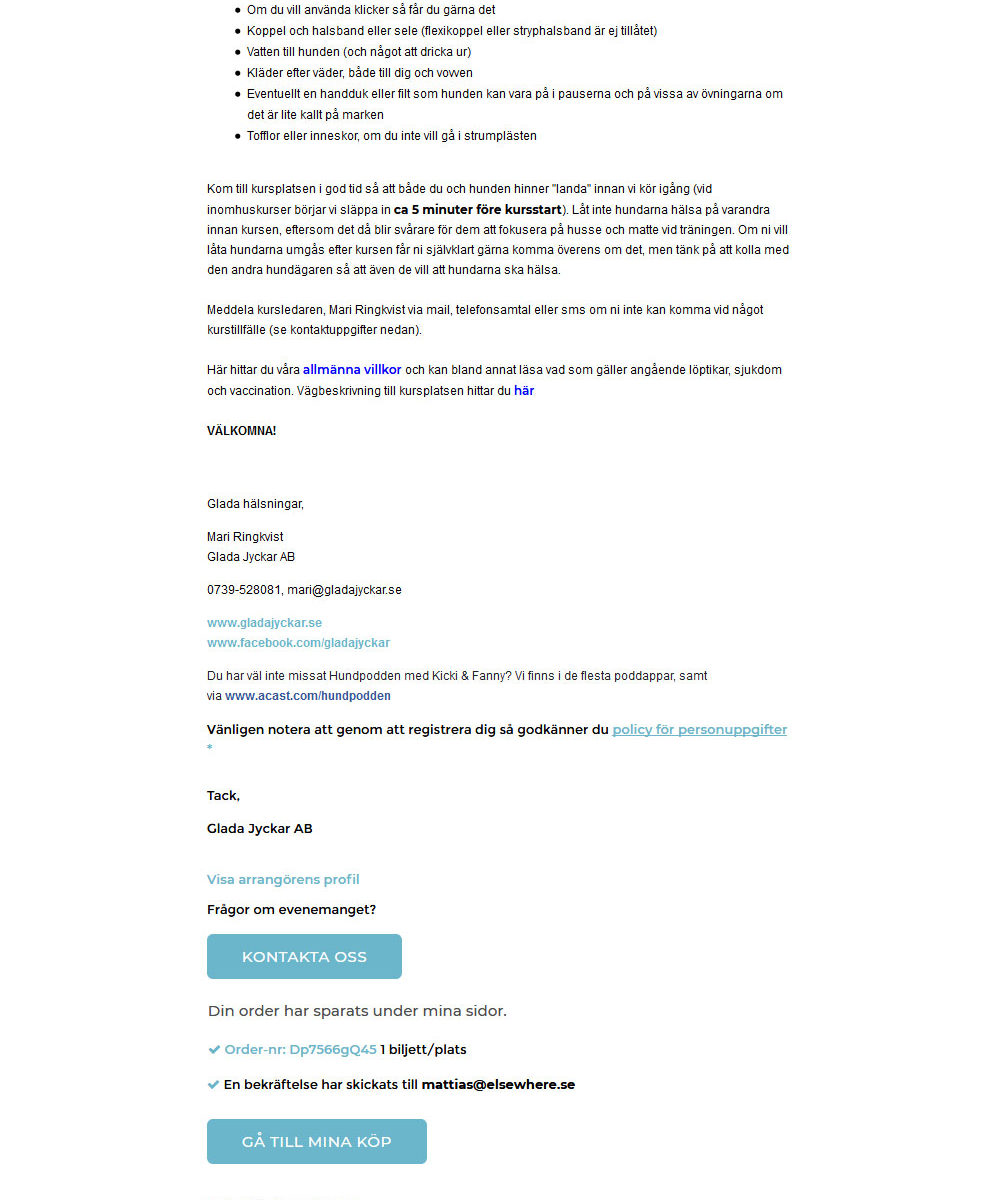 Om du vill använda klicker så får du gärna det
Koppel och halsband eller sele (flexikoppel eller stryphalsband är ej tillåtet)
Vatten till hunden (och något att dricka ur)
Kläder efter väder, både till dig och vovven
Eventuellt en handduk eller filt som hunden kan vara på i pauserna och på vissa av övningarna om
det är lite kallt på marken
Tofflor eller inneskor, om du inte vill gå i strumplästen
Kom till kursplatsen i god tid så att både du och hunden hinner "landa" innan vi kör igång (vid
inomhuskurser börjar vi släppa in ca 5 minuter före kursstart). Låt inte hundarna hälsa på varandra
innan kursen, eftersom det då blir svårare för dem att fokusera på husse och matte vid träningen. Om ni vill
låta hundarna umgås efter kursen får ni självklart gärna komma överens om det, men tänk på att kolla med
den andra hundägaren så att även de vill att hundarna ska hälsa.
Meddela kursledaren, Mari Ringkvist via mail, telefonsamtal eller sms om ni inte kan komma vid något
kurstillfälle (se kontaktuppgifter nedan).
Här hittar du våra allmänna villkor och kan bland annat läsa vad som gäller angående löptikar, sjukdom
och vaccination. Vägbeskrivning till kursplatsen hittar du här
VÄLKOMNA!
Glada hälsningar,
Mari Ringkvist
Glada Jyckar AB
0739-528081, mari@gladajyckar.se
www.gladajyckar.se
www.facebook.com/gladajyckar
Du har väl inte missat Hundpodden med Kicki & Fanny? Vi finns i de flesta poddappar, samt
via www.acast.com/hundpodden
Vänligen notera att genom att registrera dig så godkänner du policy för personuppgifter
*
Tack,
Glada Jyckar AB
Visa arrangörens profil
Frågor om evenemanget?
KONTAKTA OSS
Din order har sparats under mina sidor.
Order-nr: Dp7566gQ45 1 biljett/plats
En bekräftelse har skickats till mattias@elsewhere.se
GÅ TILL MINA KÖP